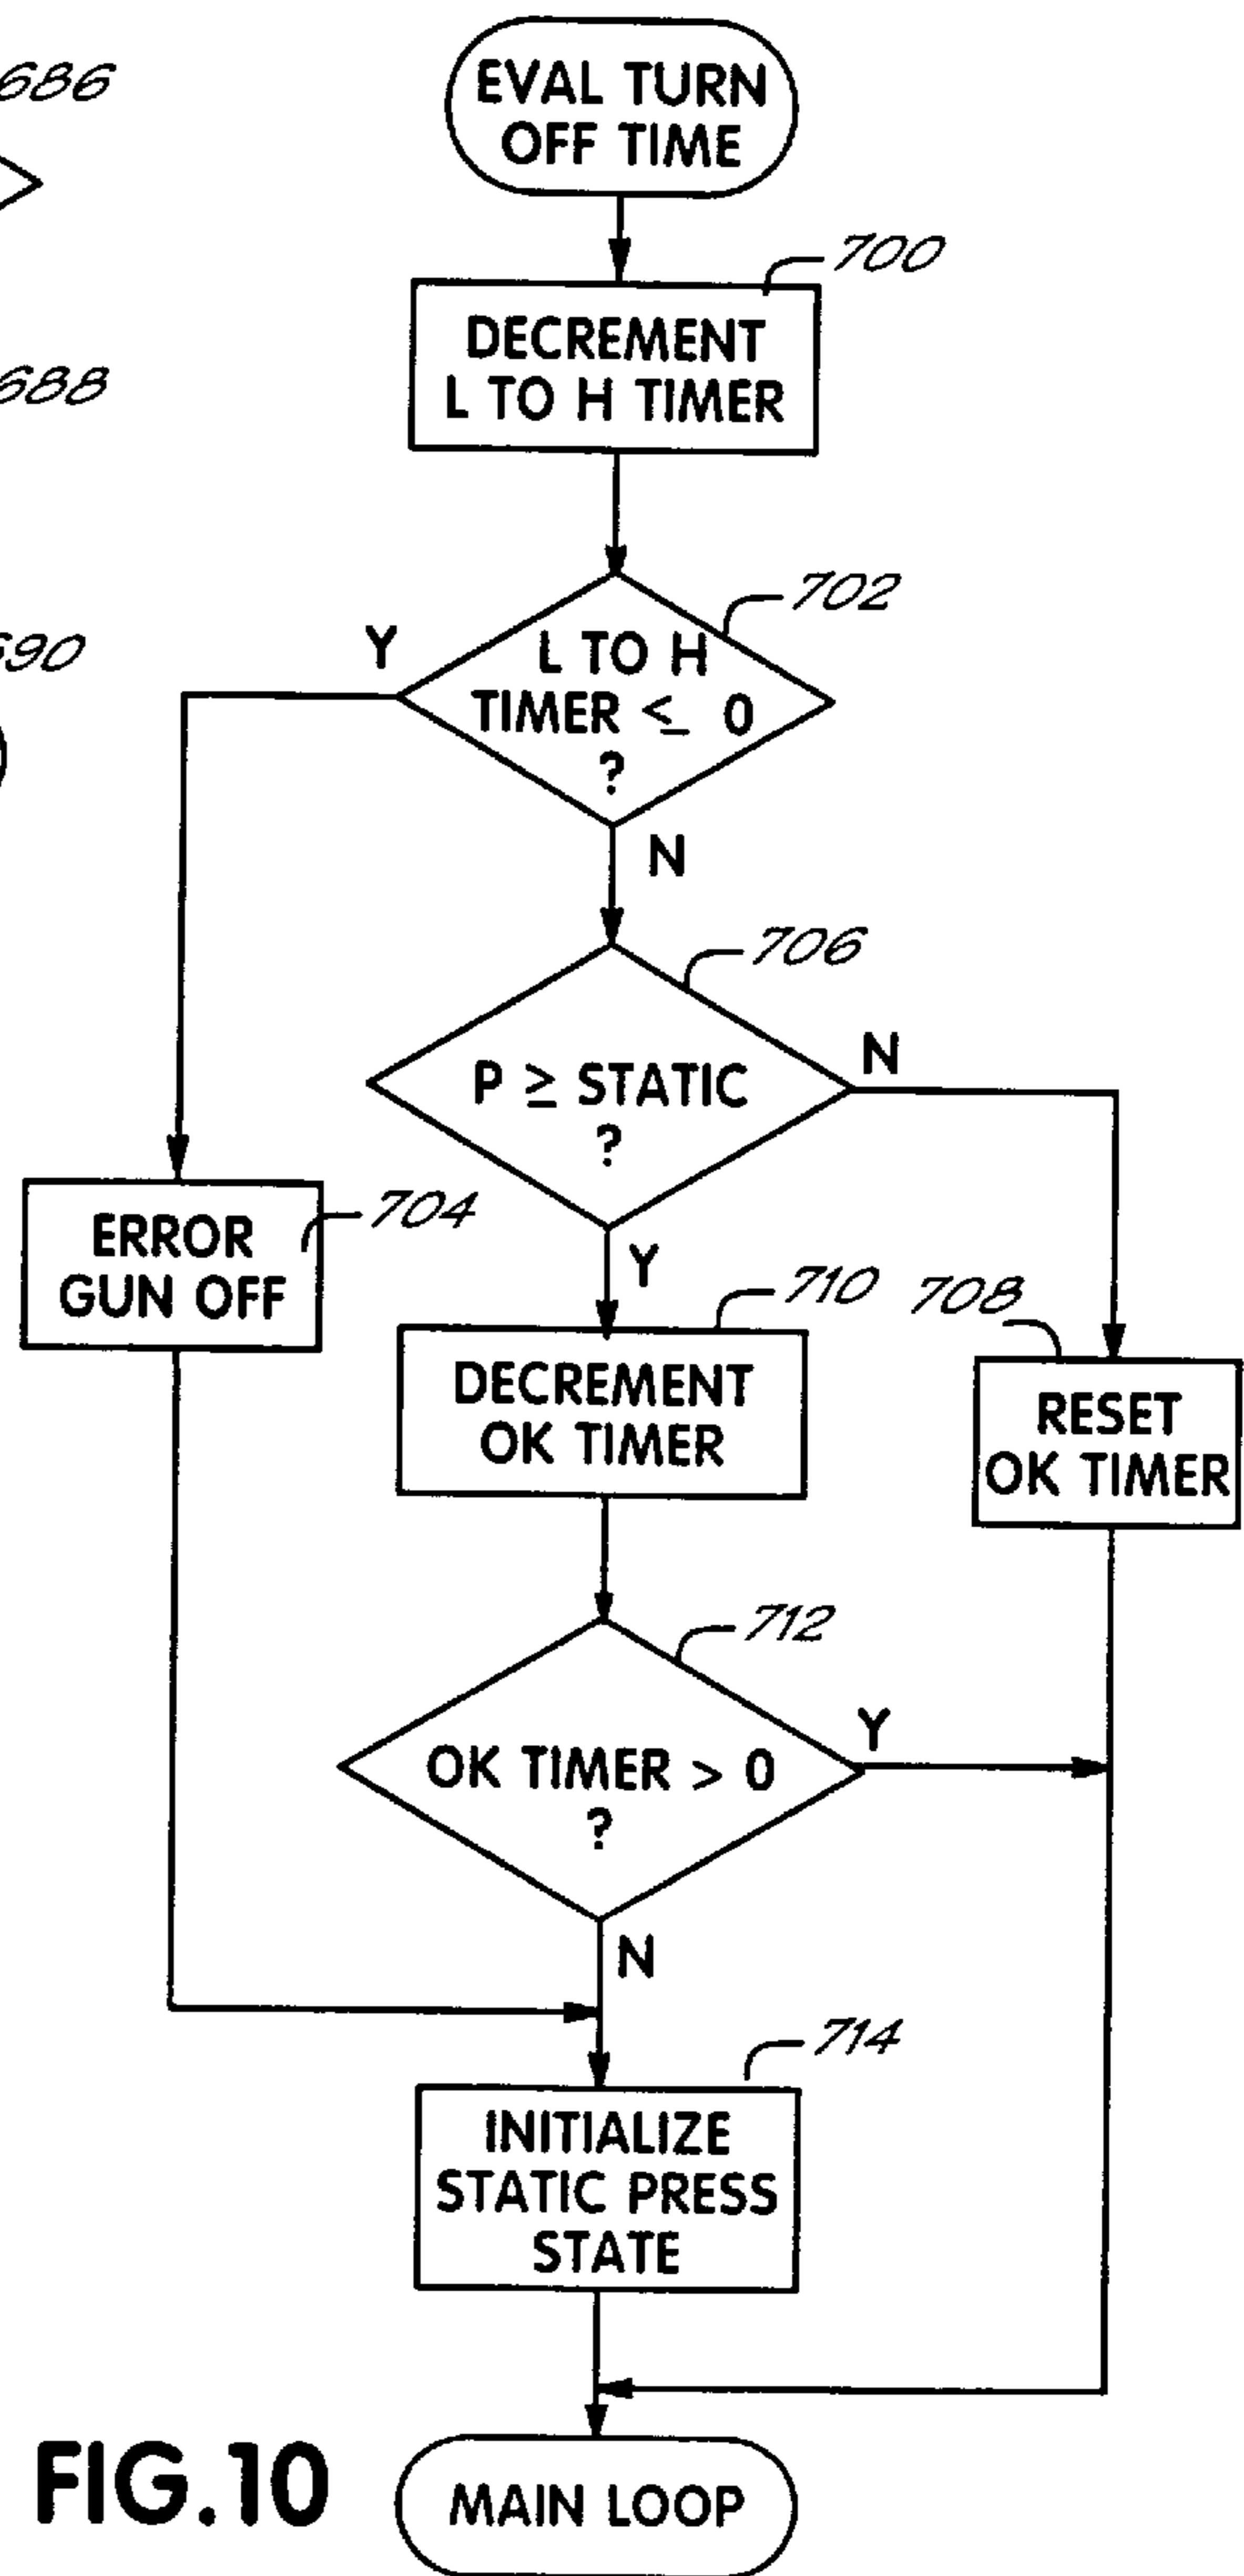 686
EVAL TURN
OFF TIME
700
DECREMENT
L TO H TIMER
688
702
Y
L TO H
TIMER ≤ 0
?
N
690
706
P ≥ STATIC
?
N
Y
704
ERROR
GUN OFF
710
DECREMENT
OK TIMER
708
RESET
OK TIMER
712
OK TIMER > 0
?
Y
N
714
INITIALIZE
STATIC PRESS
STATE
MAIN LOOP
FIG.10